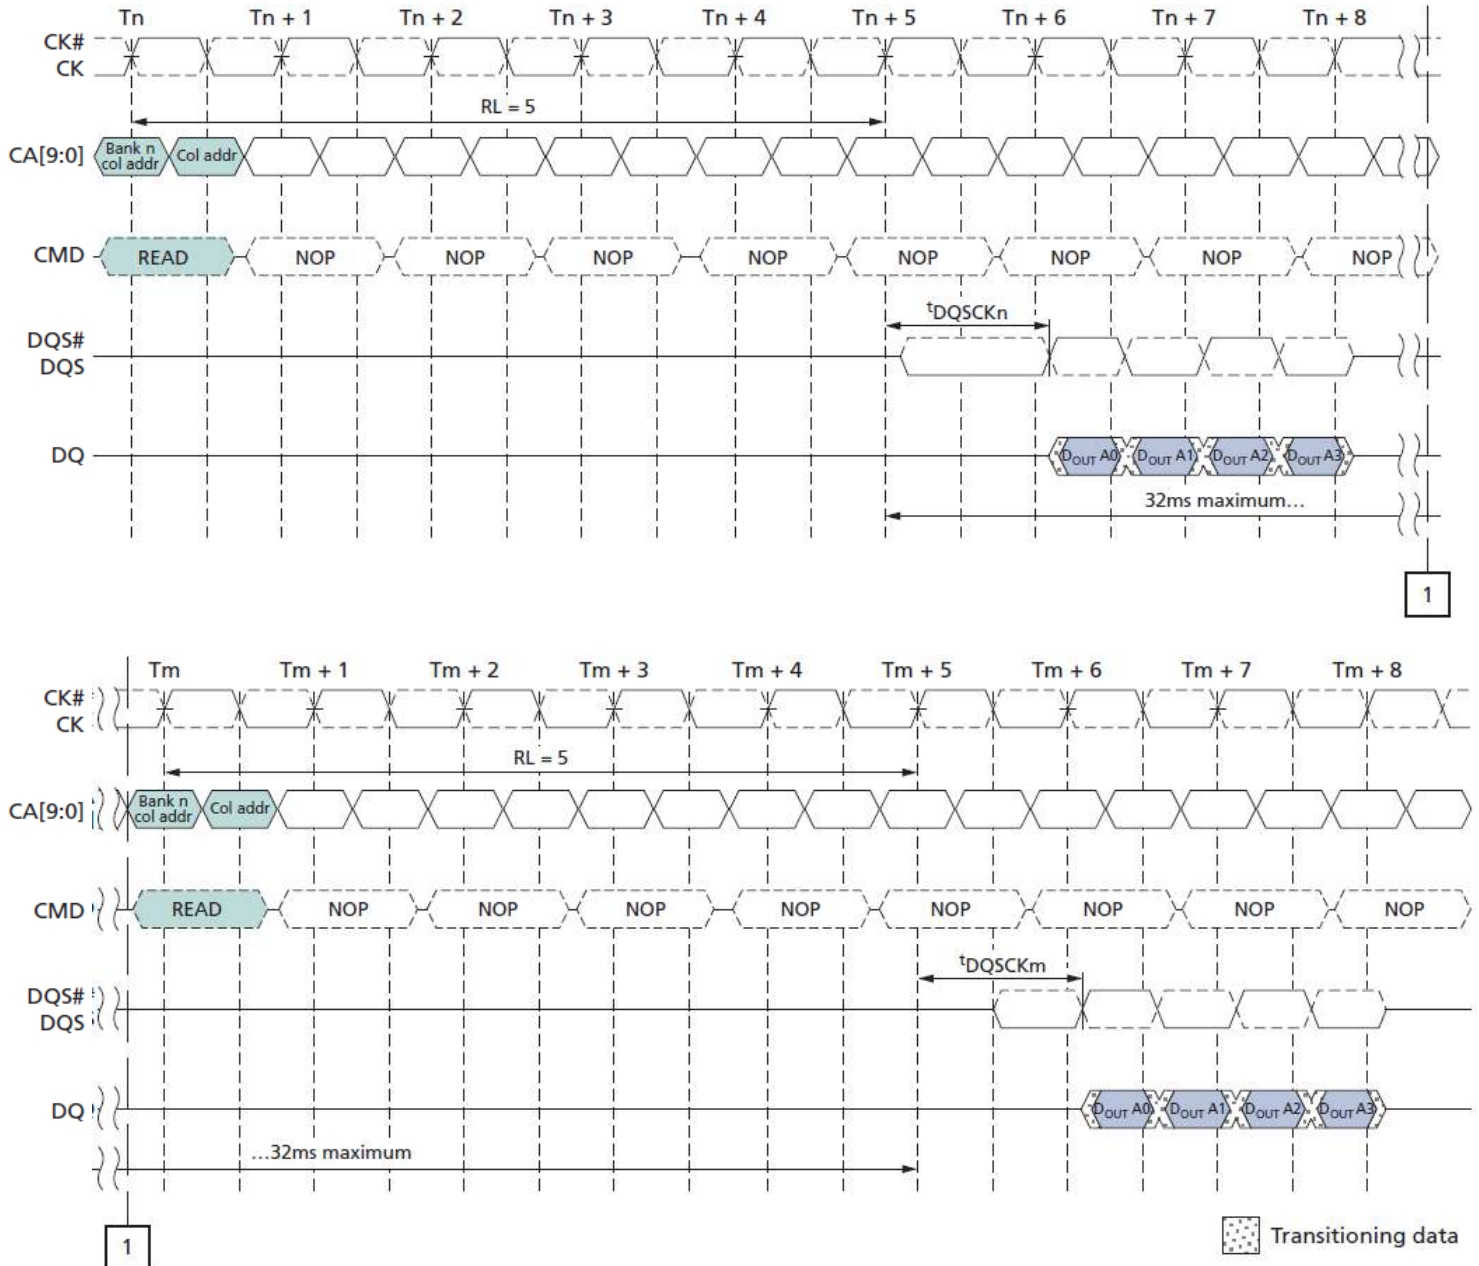 Tn Tn + 1 Tn + 2 Tn + 3 Tn + 4 Tn + 5 Tn + 6 Tn + 7 Tn + 8
CK#
CK
RL = 5
CA[9:0] Bank n col addr Col addr
CMD READ NOP NOP NOP NOP NOP NOP NOP NOP
tDQSCKn
DQS#
DQS
DQ DOUT A0 DOUT A1 DOUT A2 DOUT A3
32ms maximum...
1
Tm Tm + 1 Tm + 2 Tm + 3 Tm + 4 Tm + 5 Tm + 6 Tm + 7 Tm + 8
CK#
CK
RL = 5
CA[9:0] Bank n col addr Col addr
CMD READ NOP NOP NOP NOP NOP NOP NOP NOP
tDQSCKm
DQS#
DQS
DQ DOUT A0 DOUT A1 DOUT A2 DOUT A3
...32ms maximum
1
Transitioning data